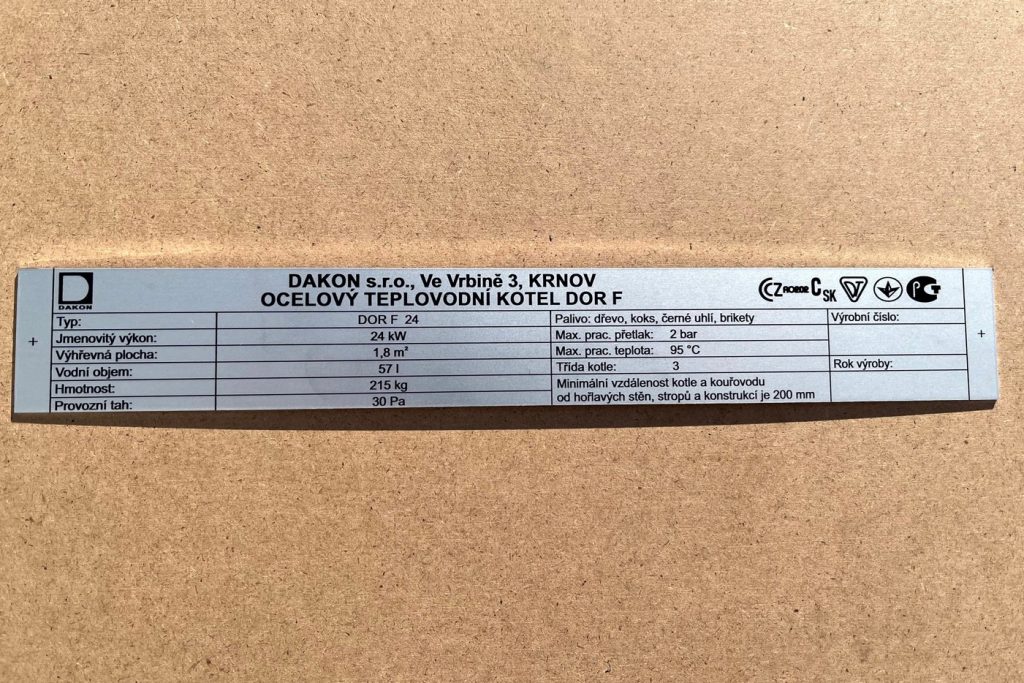 DAKON
DAKON s.r.o., Ve Vrbině 3, KRNOV
OCELOVÝ TEPLOVODNÍ KOTEL DOR F
Typ: DOR F 24
Jmenovitý výkon: 24 kW
Výhřevná plocha: 1,8 m²
Vodní objem: 57 l
Hmotnost: 215 kg
Provozní tah: 30 Pa
Palivo: dřevo, koks, černé uhlí, brikety
Max. prac. přetlak: 2 bar
Max. prac. teplota: 95 °C
Třída kotle: 3
Minimální vzdálenost kotle a kouřovodu
od hořlavých stěn, stropů a konstrukcí je 200 mm
Výrobní číslo:
Rok výroby: